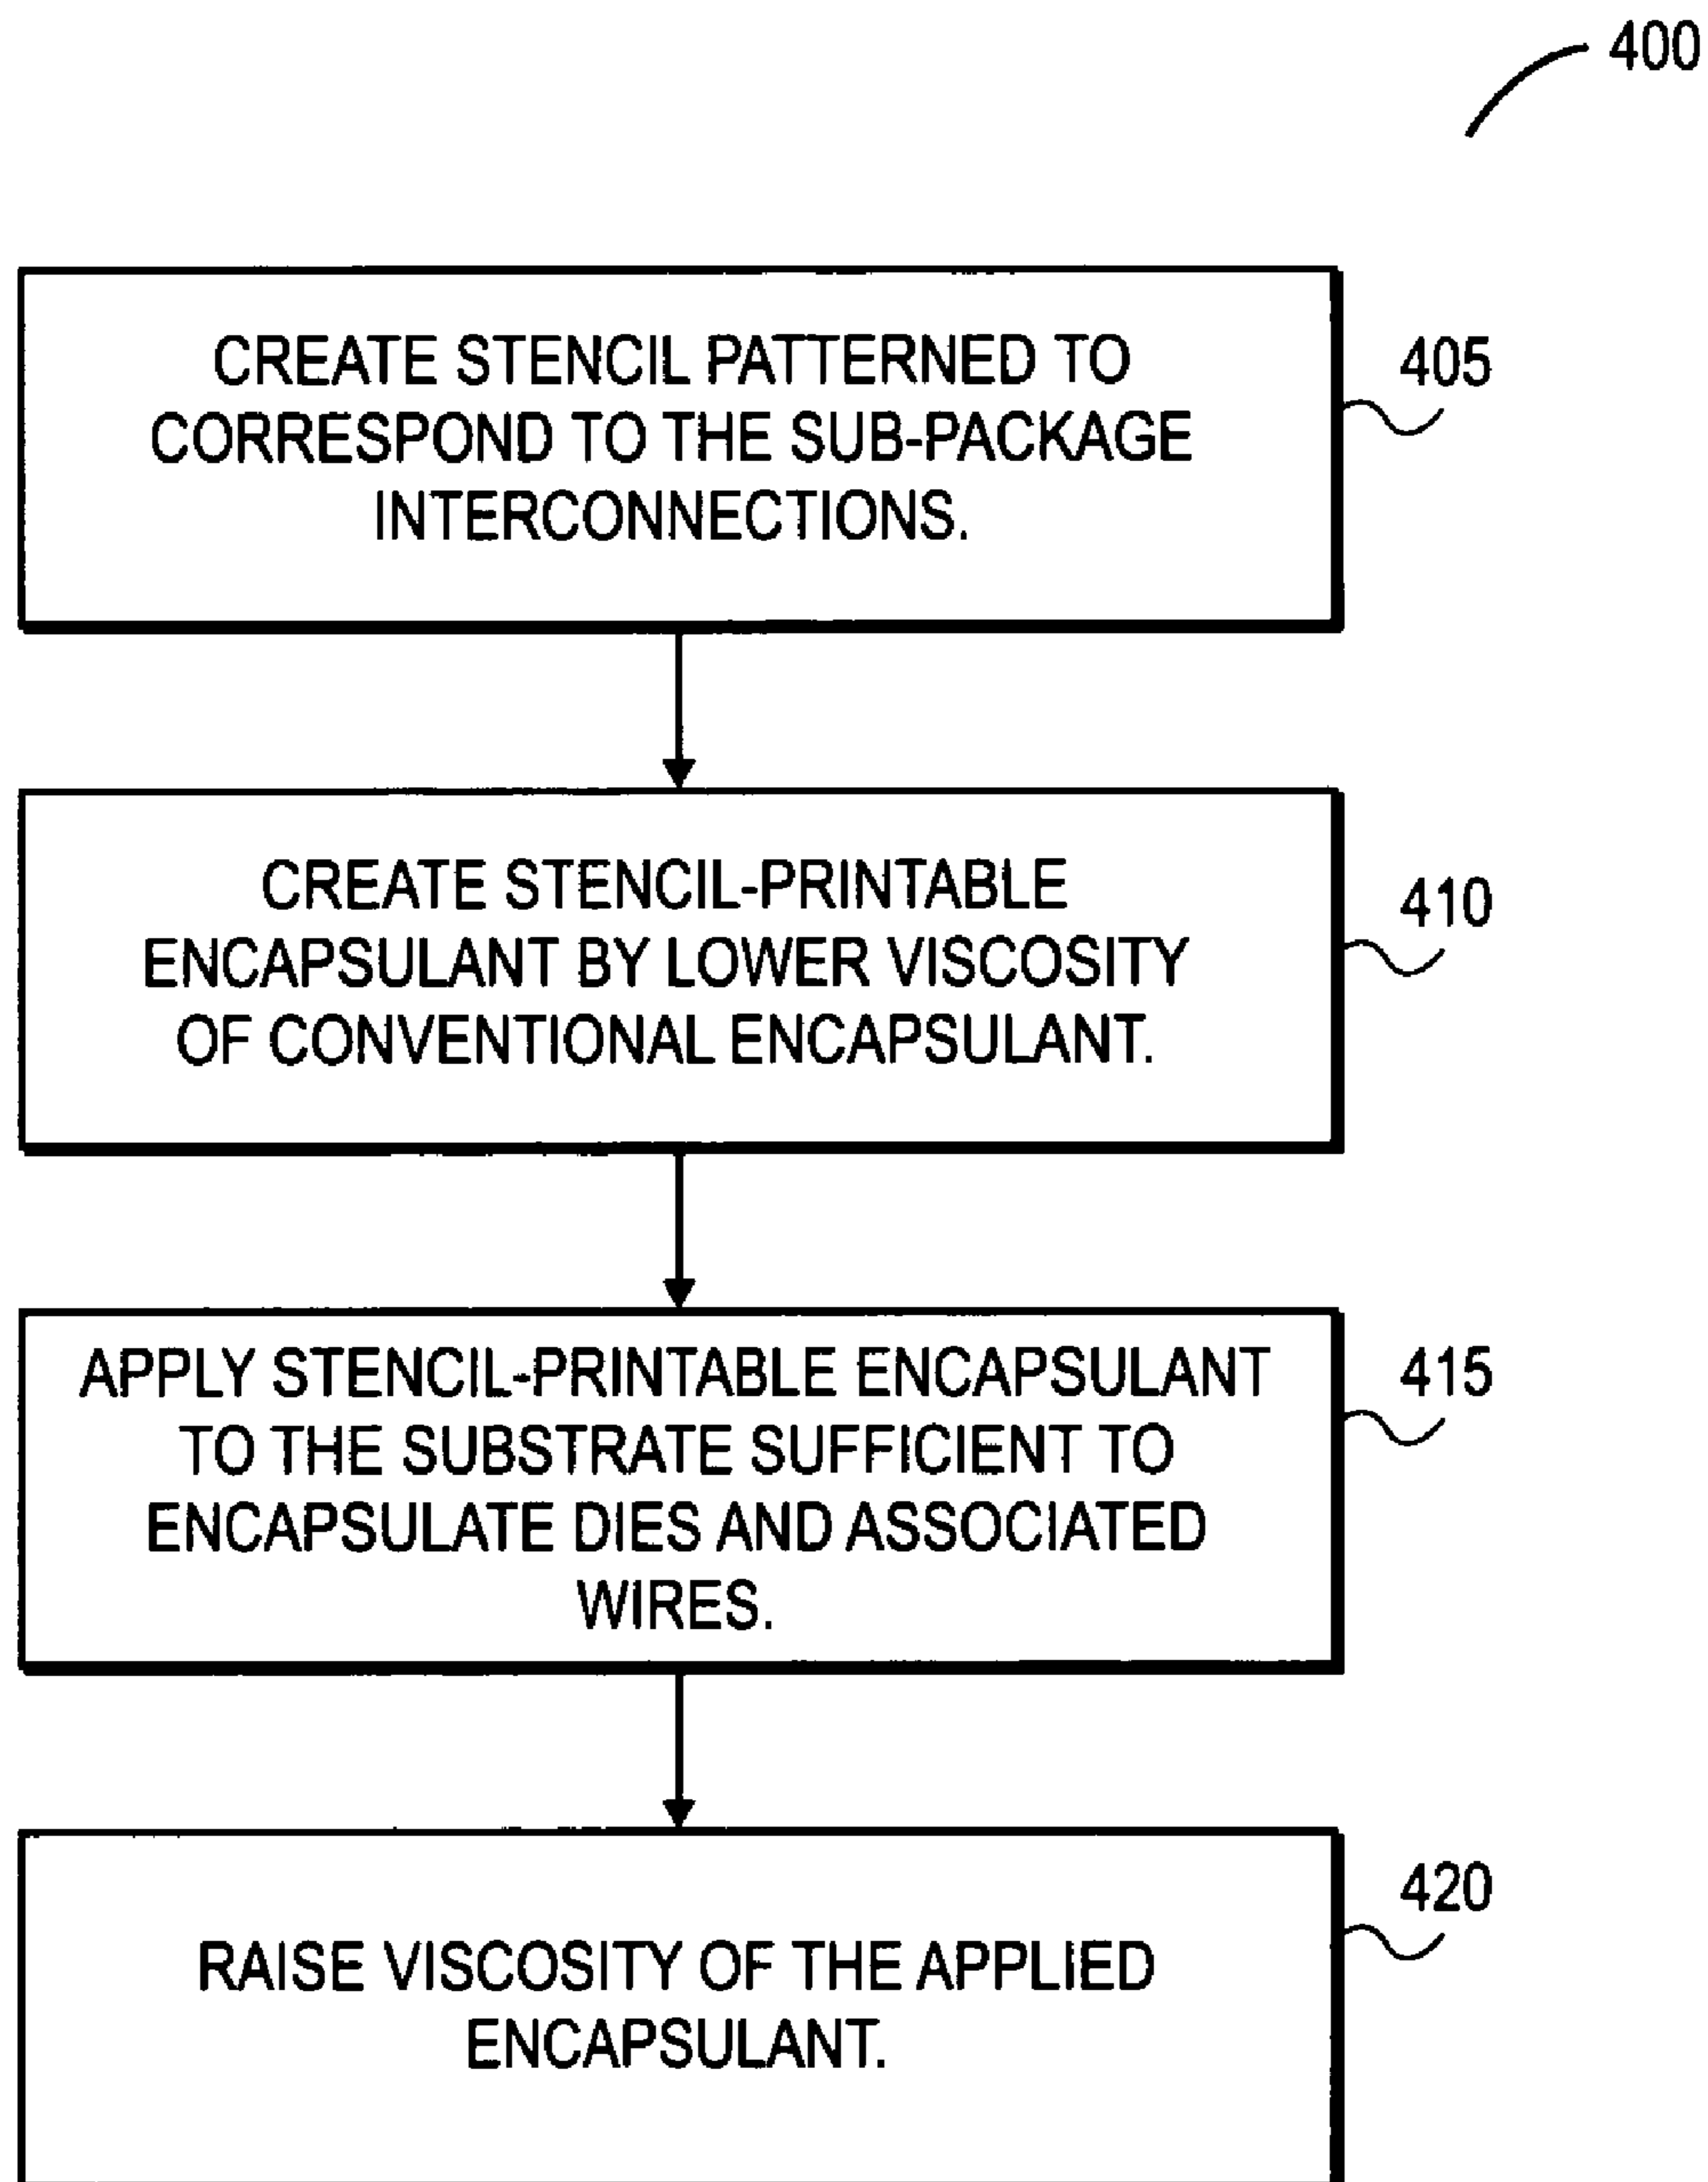 400
CREATE STENCIL PATTERNED TO
CORRESPOND TO THE SUB-PACKAGE
INTERCONNECTIONS.
405
CREATE STENCIL-PRINTABLE
ENCAPSULANT BY LOWER VISCOSITY
OF CONVENTIONAL ENCAPSULANT.
410
APPLY STENCIL-PRINTABLE ENCAPSULANT
TO THE SUBSTRATE SUFFICIENT TO
ENCAPSULATE DIES AND ASSOCIATED
WIRES.
415
RAISE VISCOSITY OF THE APPLIED
ENCAPSULANT.
420